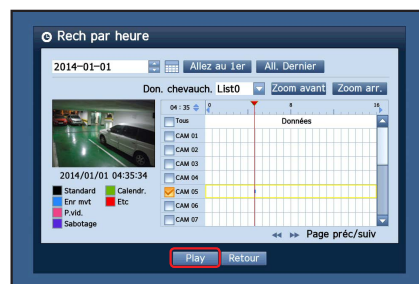 Rech par heure
2014-01-01 Allez au 1er All. Dernier
Don. chevauch. List0 Zoom avant Zoom arr.
04 : 35 0 8 16
Tous Données
CAM 01
CAM 02
CAM 03
CAM 04
2014/01/01 04:35:34 CAM 05
Standard Calendr. CAM 06
Enr mvt Etc CAM 07
P.vid.
Sabotage
Page préc/suiv
Play Retour